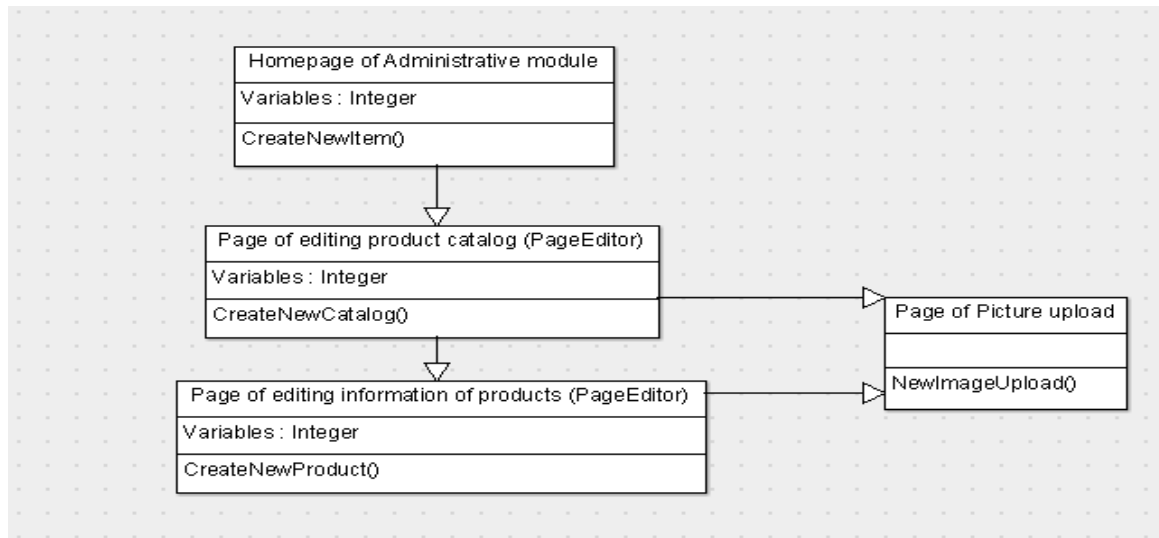 Homepage of Administrative module
Variables : Integer
CreateNewItem()
Page of editing product catalog (PageEditor)
Variables : Integer
CreateNewCatalog()
Page of Picture upload
NewImageUpload()
Page of editing information of products (PageEditor)
Variables : Integer
CreateNewProduct()